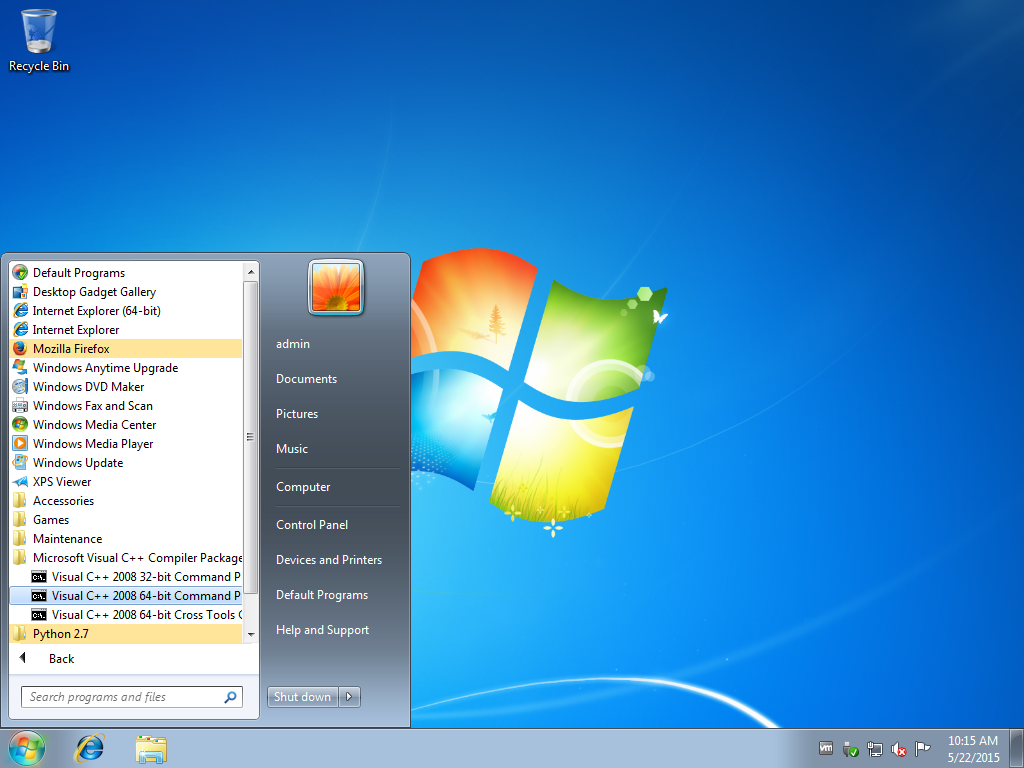 Recycle Bin
Default Programs
Desktop Gadget Gallery
Internet Explorer (64-bit)
Internet Explorer
Mozilla Firefox
Windows Anytime Upgrade
Windows DVD Maker
Windows Fax and Scan
Windows Media Center
Windows Media Player
Windows Update
XPS Viewer
Accessories
Games
Maintenance
Microsoft Visual C++ Compiler Package
Visual C++ 2008 32-bit Command P
Visual C++ 2008 64-bit Command P
Visual C++ 2008 64-bit Cross Tools C
Python 2.7
Back
Search programs and files
admin
Documents
Pictures
Music
Computer
Control Panel
Devices and Printers
Default Programs
Help and Support
Shut down
10:15 AM
5/22/2015